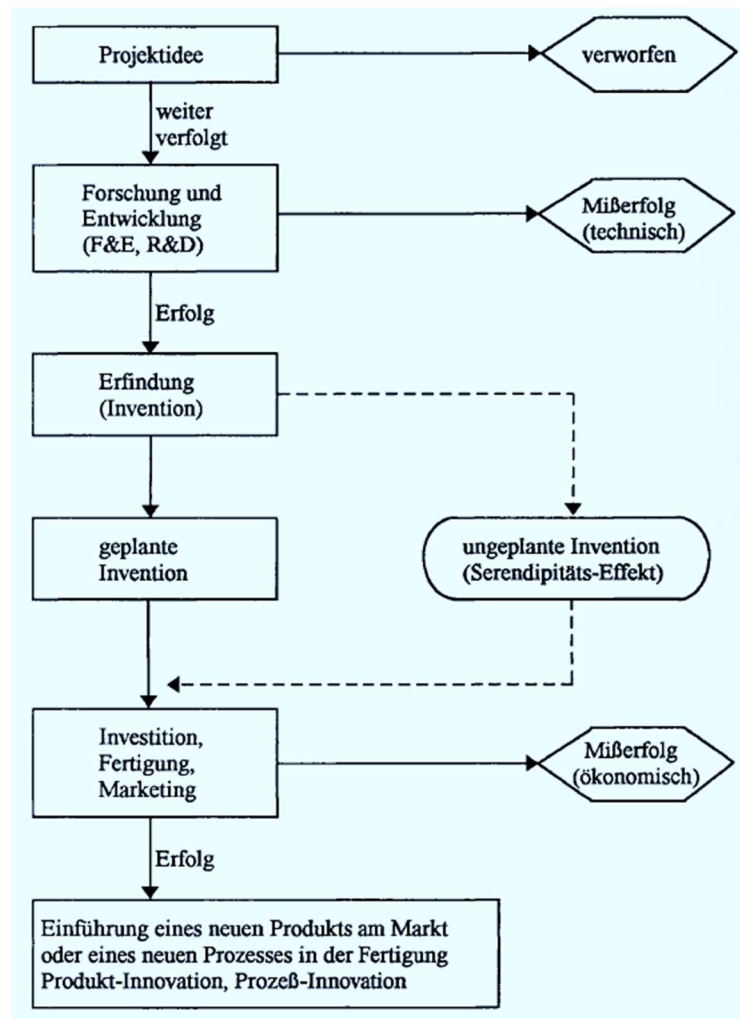 Projektidee
verworfen
weiter
verfolgt
Forschung und
Entwicklung
(F&E, R&D)
Mißerfolg
(technisch)
Erfolg
Erfindung
(Invention)
geplante
Invention
ungeplante Invention
(Serendipitäts-Effekt)
Investition,
Fertigung,
Marketing
Mißerfolg
(ökonomisch)
Erfolg
Einführung eines neuen Produkts am Markt
oder eines neuen Prozesses in der Fertigung
Produkt-Innovation, Prozeß-Innovation